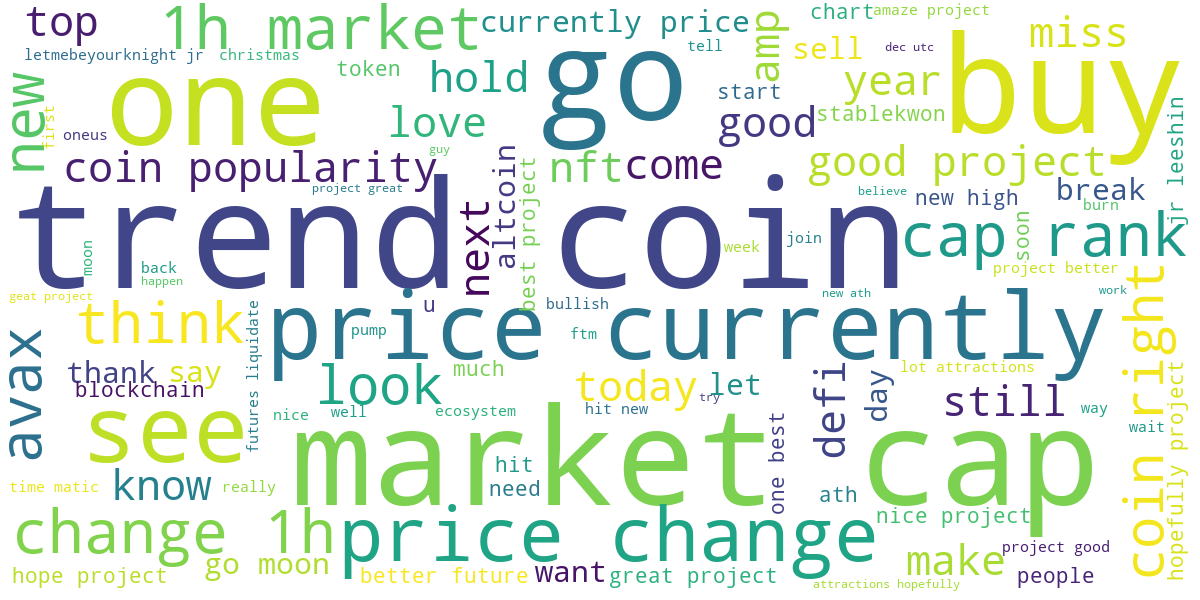 top
1h market
currently price
amp
chart
amaze project
letmebeyourknight jr
christmas
tell
sell
dec utc
miss
buy
new
first
one
token
hold
go
start
year
oneus
love
good
stablekwon
jr leeshin
guy
coin popularity
altcoin
nft
come
good project
project great
best project
believe
new high
break
burn
trend coin
next
week
join
cap rank
soon
moon
back
happen
project better
geat project
u
bullish
new ath
work
think
price currently
coin right
avax
futures liquidate
pump
ftm
thank
say
look
much
today
let
defi
day
lot attractions
blockchain
try
still
see
nice
well
ecosystem
hit new
way
market cap
one best
wait
hopefully project
know
hit
time matic
really
need
ath
change 1h
price change
nice project
go moon
make
project good
hope project
better future
want
great project
people
attractions hopefully